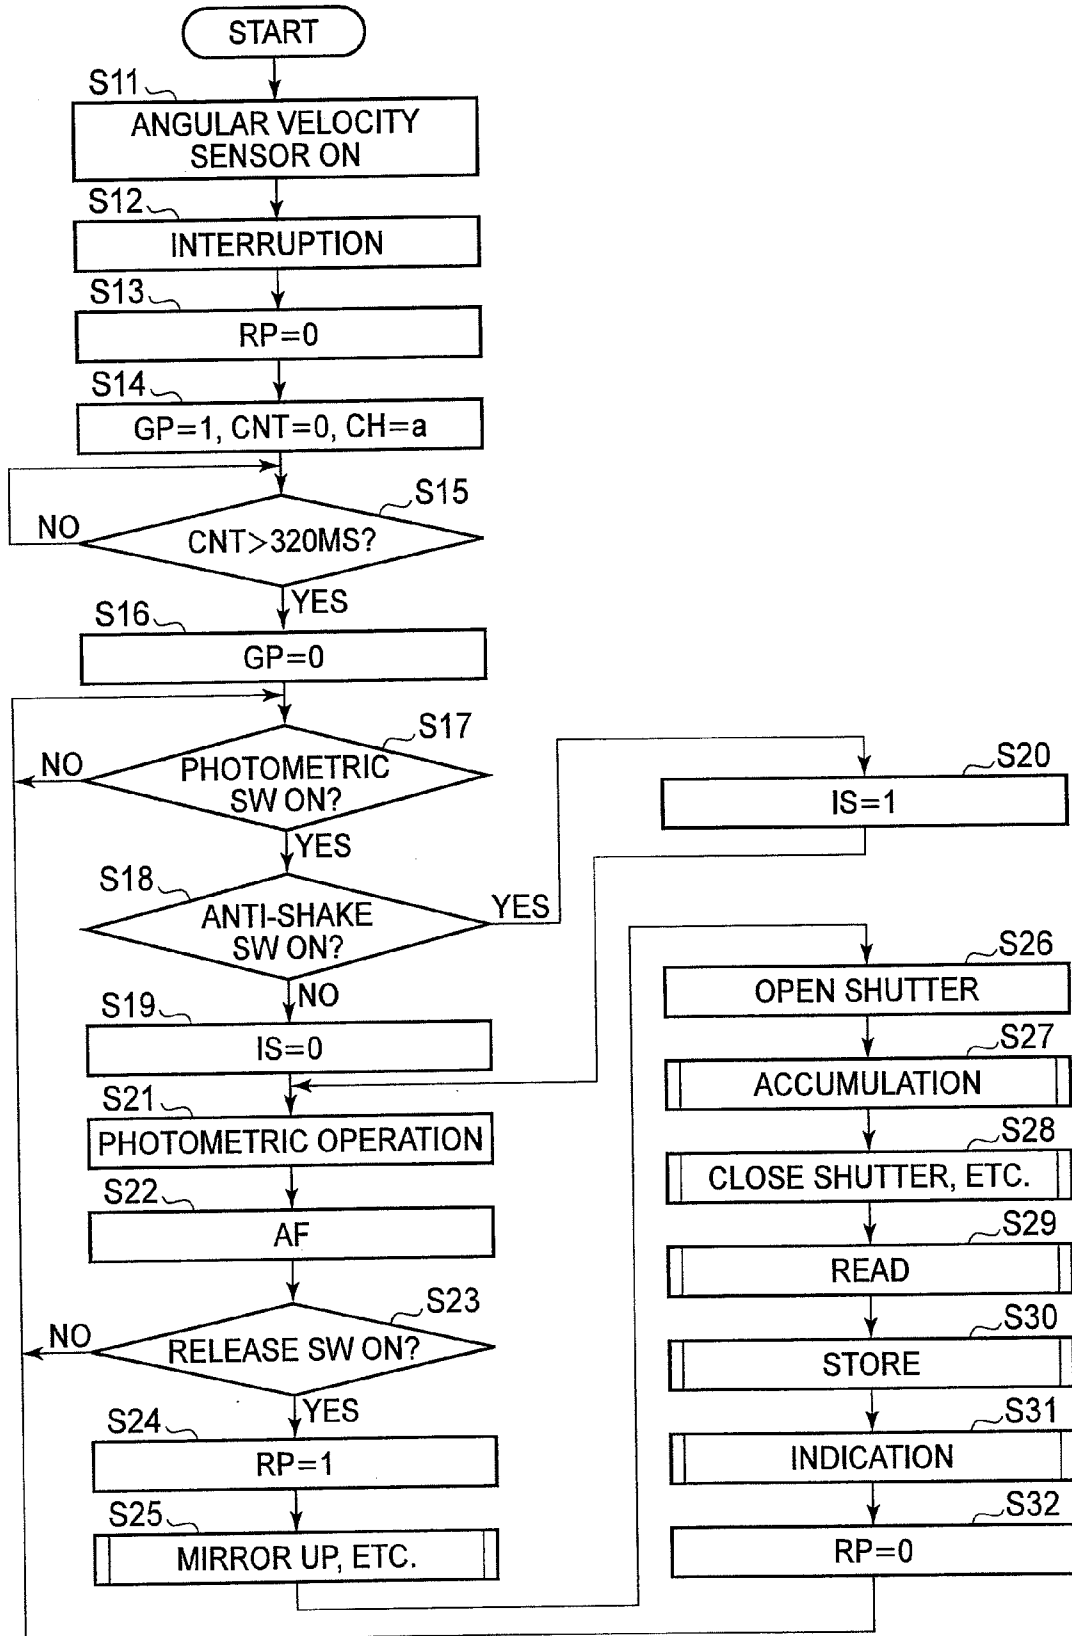 START
S11
ANGULAR VELOCITY
SENSOR ON
S12
INTERRUPTION
S13
RP=0
S14
GP=1, CNT=0, CH=a
S15
CNT>320MS?
NO
YES
S16
GP=0
S17
PHOTOMETRIC
SW ON?
NO
YES
S18
ANTI-SHAKE
SW ON?
YES
NO
S19
IS=0
S20
IS=1
S21
PHOTOMETRIC OPERATION
S22
AF
S23
RELEASE SW ON?
NO
YES
S24
RP=1
S25
MIRROR UP, ETC.
S26
OPEN SHUTTER
S27
ACCUMULATION
S28
CLOSE SHUTTER, ETC.
S29
READ
S30
STORE
S31
INDICATION
S32
RP=0